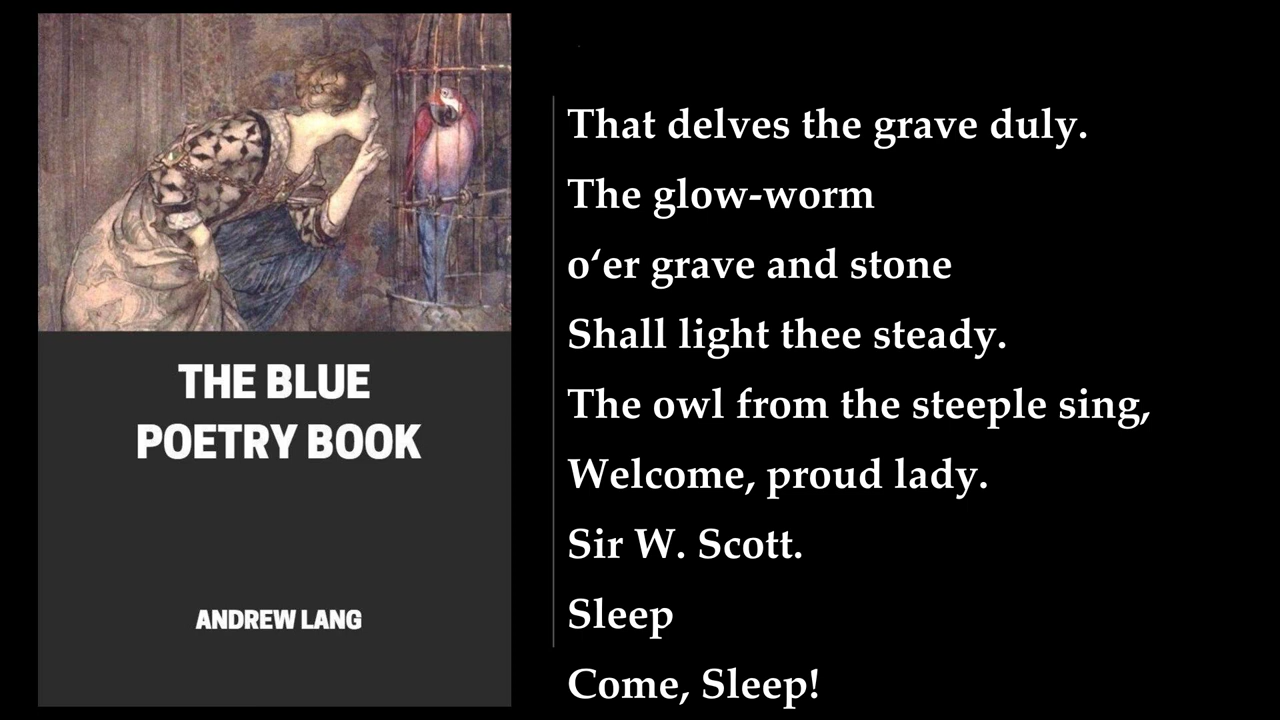 THE BLUE
POETRY BOOK
ANDREW LANG
That delves the grave duly.
The glow-worm
o‘er grave and stone
Shall light thee steady.
The owl from the steeple sing,
Welcome, proud lady.
Sir W. Scott.
Sleep
Come, Sleep!